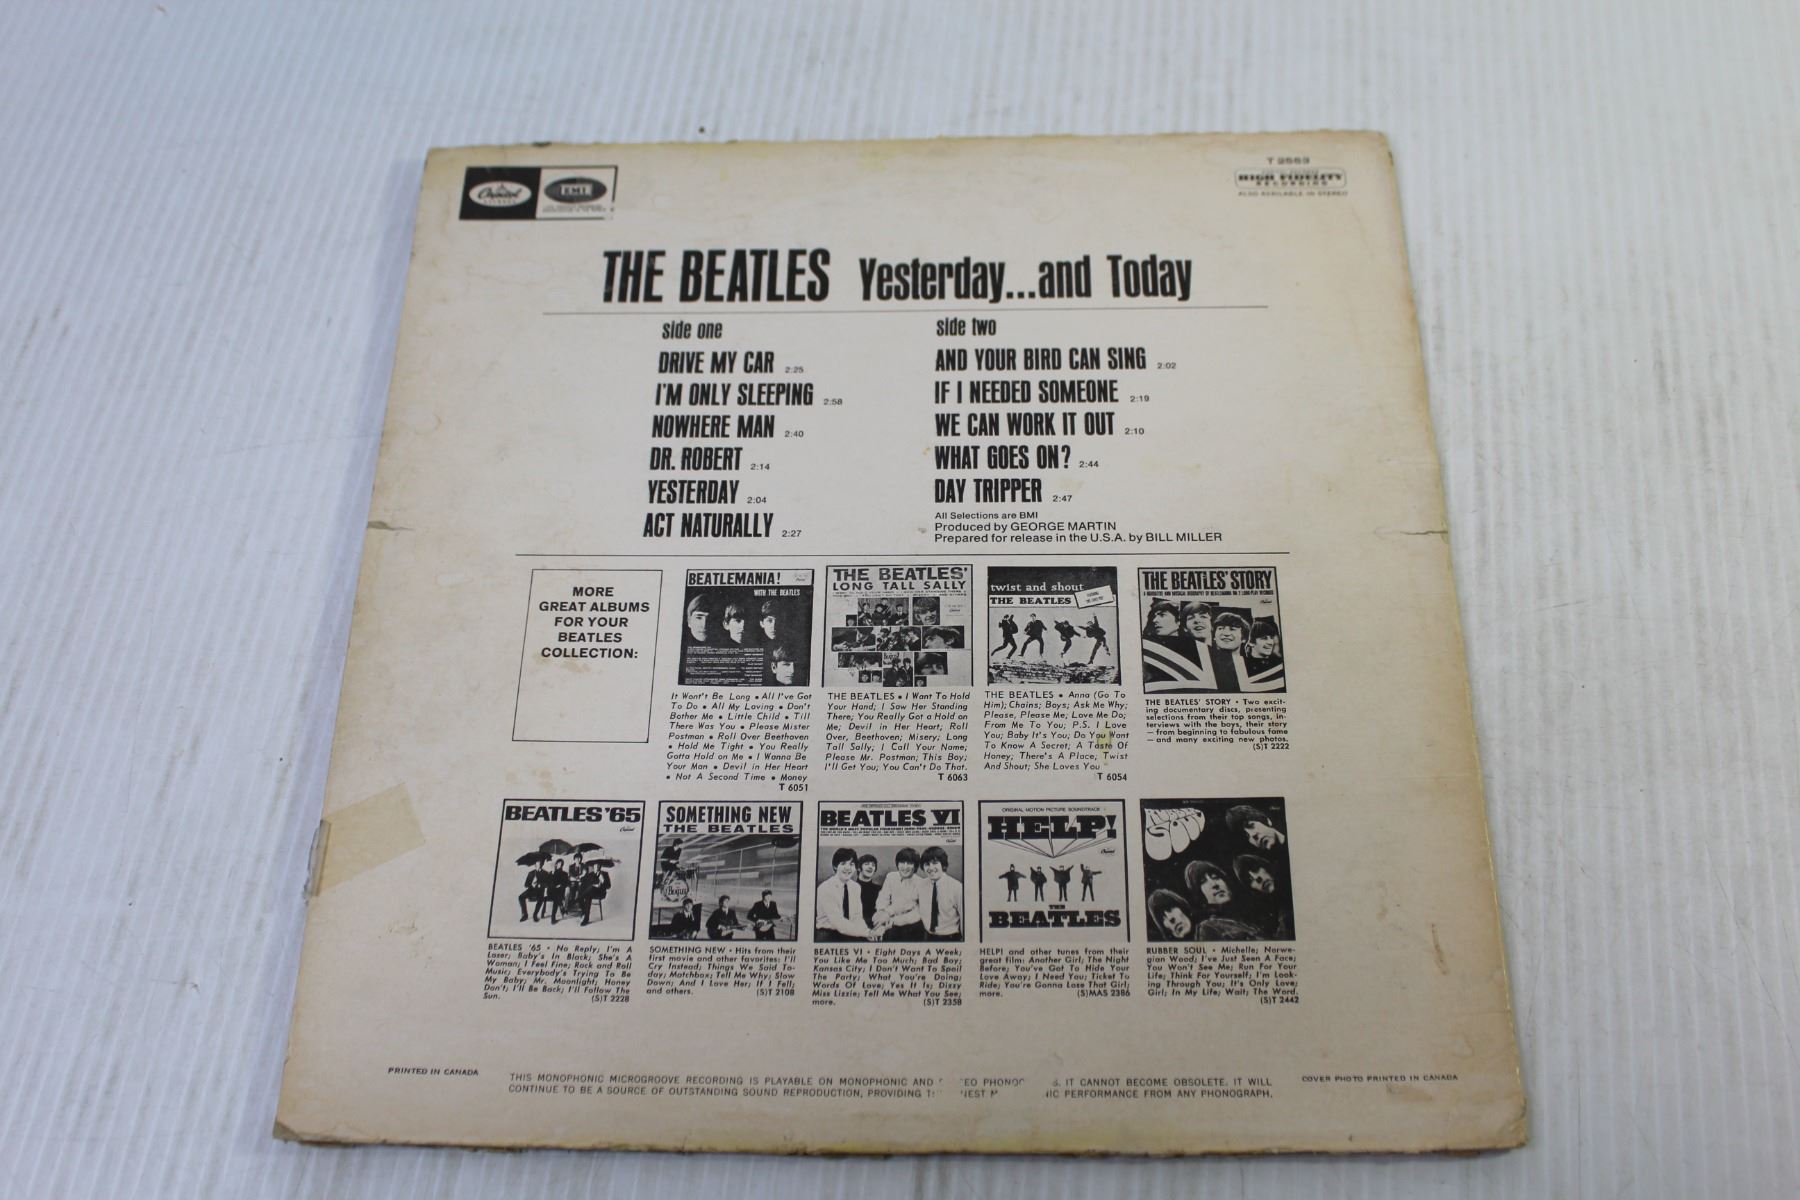 Capitol
RECORDS
EMI
T 2553
HIGH FIDELITY
RECORDING
ALSO AVAILABLE IN STEREO
THE BEATLES Yesterday...and Today
side one
DRIVE MY CAR 2:25
I'M ONLY SLEEPING 2:58
NOWHERE MAN 2:40
DR. ROBERT 2:14
YESTERDAY 2:04
ACT NATURALLY 2:27
side two
AND YOUR BIRD CAN SING 2:02
IF I NEEDED SOMEONE 2:19
WE CAN WORK IT OUT 2:10
WHAT GOES ON? 2:44
DAY TRIPPER 2:47
All Selections are BMI
Produced by GEORGE MARTIN
Prepared for release in the U.S.A. by BILL MILLER
MORE
GREAT ALBUMS
FOR YOUR
BEATLES
COLLECTION:
BEATLEMANIA!
WITH THE BEATLES
It Won't Be Long • All I've Got
To Do • All My Loving • Don't
Bother Me • Little Child • Till
There Was You • Please Mister
Postman • Roll Over Beethoven
• Hold Me Tight • You Really
Gotta Hold on Me • I Wanna Be
Your Man • Devil in Her Heart
• Not A Second Time • Money
T 6051
THE BEATLES'
LONG TALL SALLY
THE BEATLES • I Want To Hold
Your Hand; I Saw Her Standing
There; You Really Got a Hold on
Me; Devil in Her Heart; Roll
Over, Beethoven; Misery; Long
Tall Sally; I Call Your Name;
Please Mr. Postman; This Boy;
I'll Get You; You Can't Do That.
T 6063
twist and shout
THE BEATLES
THE BEATLES • Anna (Go To
Him); Chains; Boys; Ask Me Why;
Please, Please Me; Love Me Do;
From Me To You; P.S. I Love
You; Baby It's You; Do You Want
To Know A Secret; A Taste Of
Honey; There's A Place; Twist
And Shout; She Loves You
T 6054
THE BEATLES' STORY
A NARRATIVE AND MUSICAL BIOGRAPHY OF BEATLEMANIA ON 2 LONG-PLAY RECORDS
THE BEATLES' STORY • Two excit-
ing documentary discs, presenting
selections from their top songs, in-
terviews with the boys, their story
—from beginning to fabulous fame
—and many exciting new photos.
(S)T 2222
BEATLES '65
Capitol
BEATLES '65 • No Reply; I'm A
Loser; Baby's In Black; She's A
Woman; I Feel Fine; Rock and Roll
Music; Everybody's Trying To Be
My Baby; Mr. Moonlight; Honey
Don't; I'll Be Back; I'll Follow The
Sun. (S)T 2228
SOMETHING NEW
THE BEATLES
SOMETHING NEW • Hits from their
first movie and other favorites: I'll
Cry Instead; Things We Said To-
day; Matchbox; Tell Me Why; Slow
Down; And I Love Her; If I Fell;
and others. (S)T 2108
BEATLES VI
BEATLES VI • Eight Days A Week;
You Like Me Too Much; Bad Boy;
Kansas City; I Don't Want To Spoil
The Party; What You're Doing;
Words Of Love; Yes It Is; Dizzy
Miss Lizzie; Tell Me What You See;
more. (S)T 2358
ORIGINAL MOTION PICTURE SOUNDTRACK
HELP!
THE
BEATLES
HELP! and other tunes from their
great film: Another Girl; The Night
Before; You've Got To Hide Your
Love Away; I Need You; Ticket To
Ride; You're Gonna Lose That Girl;
more. (S)MAS 2386
RUBBER SOUL
RUBBER SOUL • Michelle; Norwe-
gian Wood; I've Just Seen A Face;
You Won't See Me; Run For Your
Life; Think For Yourself; I'm Look-
ing Through You; It's Only Love;
Girl; In My Life; Wait; The Word.
(S)T 2442
PRINTED IN CANADA
THIS MONOPHONIC MICROGROOVE RECORDING IS PLAYABLE ON MONOPHONIC AND EO PHONO S. IT CANNOT BECOME OBSOLETE. IT WILL
CONTINUE TO BE A SOURCE OF OUTSTANDING SOUND REPRODUCTION, PROVIDING EST IC PERFORMANCE FROM ANY PHONOGRAPH.
COVER PHOTO PRINTED IN CANADA